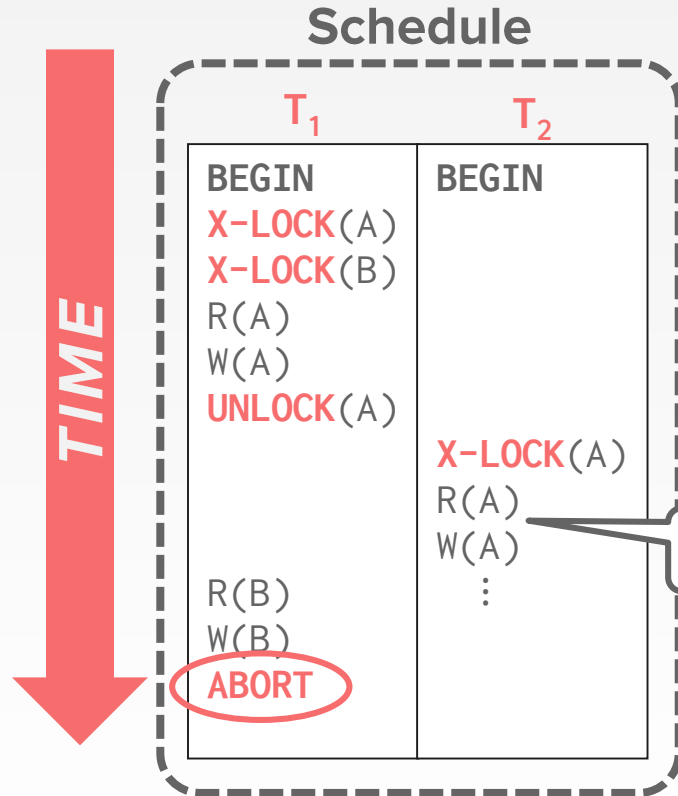 Schedule
TIME
T1 T2
BEGIN BEGIN
X-LOCK(A)
X-LOCK(B)
R(A)
W(A)
UNLOCK(A)
X-LOCK(A)
R(A)
W(A)
R(B) ⋮
W(B)
ABORT